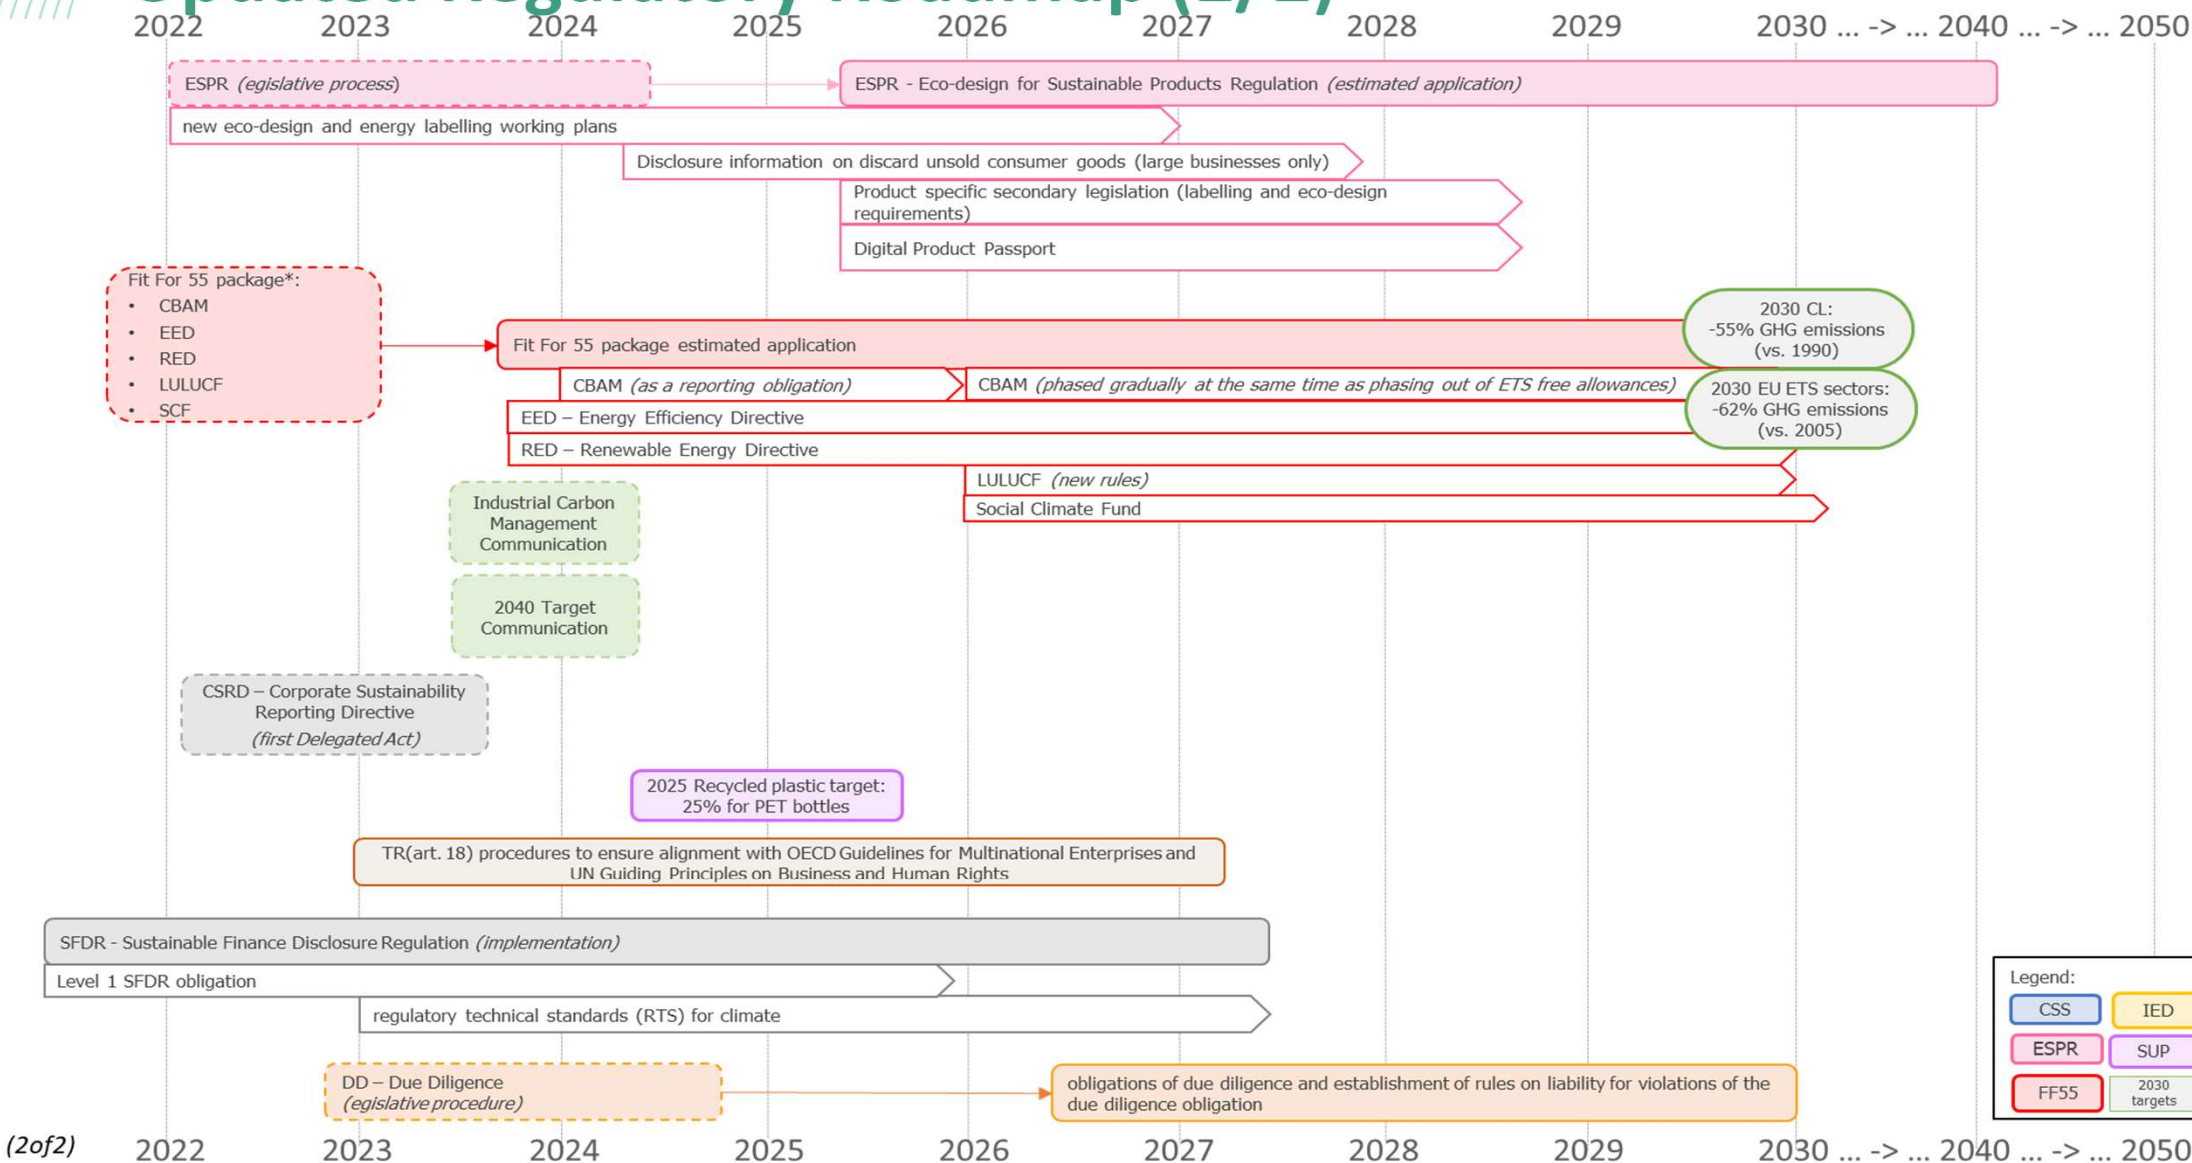 Updated Regulatory Roadmap (2/2)
2022 2023 2024 2025 2026 2027 2028 2029 2030 ... -> ... 2040 ... -> ... 2050
ESPR (egislative process)
ESPR - Eco-design for Sustainable Products Regulation (estimated application)
new eco-design and energy labelling working plans
Disclosure information on discard unsold consumer goods (large businesses only)
Product specific secondary legislation (labelling and eco-design
requirements)
Digital Product Passport
Fit For 55 package*:
• CBAM
• EED
• RED
• LULUCF
• SCF
Fit For 55 package estimated application
2030 CL:
-55% GHG emissions
(vs. 1990)
CBAM (as a reporting obligation)
CBAM (phased gradually at the same time as phasing out of ETS free allowances)
2030 EU ETS sectors:
-62% GHG emissions
(vs. 2005)
EED – Energy Efficiency Directive
RED – Renewable Energy Directive
LULUCF (new rules)
Social Climate Fund
Industrial Carbon
Management
Communication
2040 Target
Communication
CSRD – Corporate Sustainability
Reporting Directive
(first Delegated Act)
2025 Recycled plastic target:
25% for PET bottles
TR(art. 18) procedures to ensure alignment with OECD Guidelines for Multinational Enterprises and
UN Guiding Principles on Business and Human Rights
SFDR - Sustainable Finance Disclosure Regulation (implementation)
Level 1 SFDR obligation
regulatory technical standards (RTS) for climate
DD – Due Diligence
(egislative procedure)
obligations of due diligence and establishment of rules on liability for violations of the
due diligence obligation
Legend:
CSS
IED
ESPR
SUP
FF55
2030
targets
(2of2)
2022 2023 2024 2025 2026 2027 2028 2029 2030 ... -> ... 2040 ... -> ... 2050